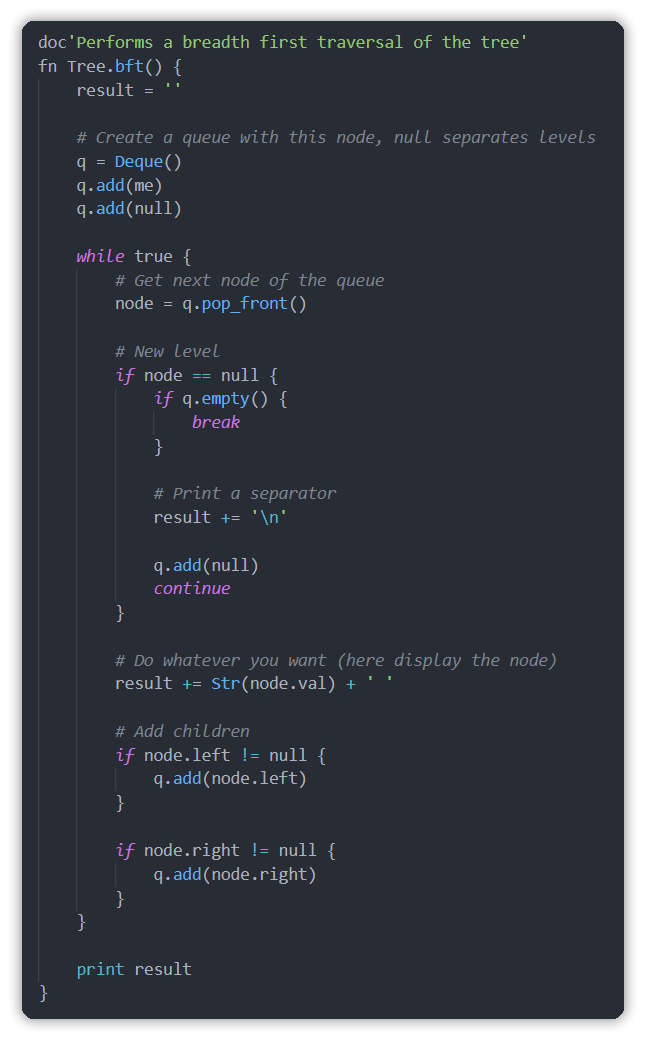 doc'Performs a breadth first traversal of the tree'
fn Tree.bft() {
    result = ''

    # Create a queue with this node, null separates levels
    q = Deque()
    q.add(me)
    q.add(null)

    while true {
        # Get next node of the queue
        node = q.pop_front()

        # New level
        if node == null {
            if q.empty() {
                break
            }

            # Print a separator
            result += '\n'

            q.add(null)
            continue
        }

        # Do whatever you want (here display the node)
        result += Str(node.val) + ' '

        # Add children
        if node.left != null {
            q.add(node.left)
        }

        if node.right != null {
            q.add(node.right)
        }
    }

    print result
}